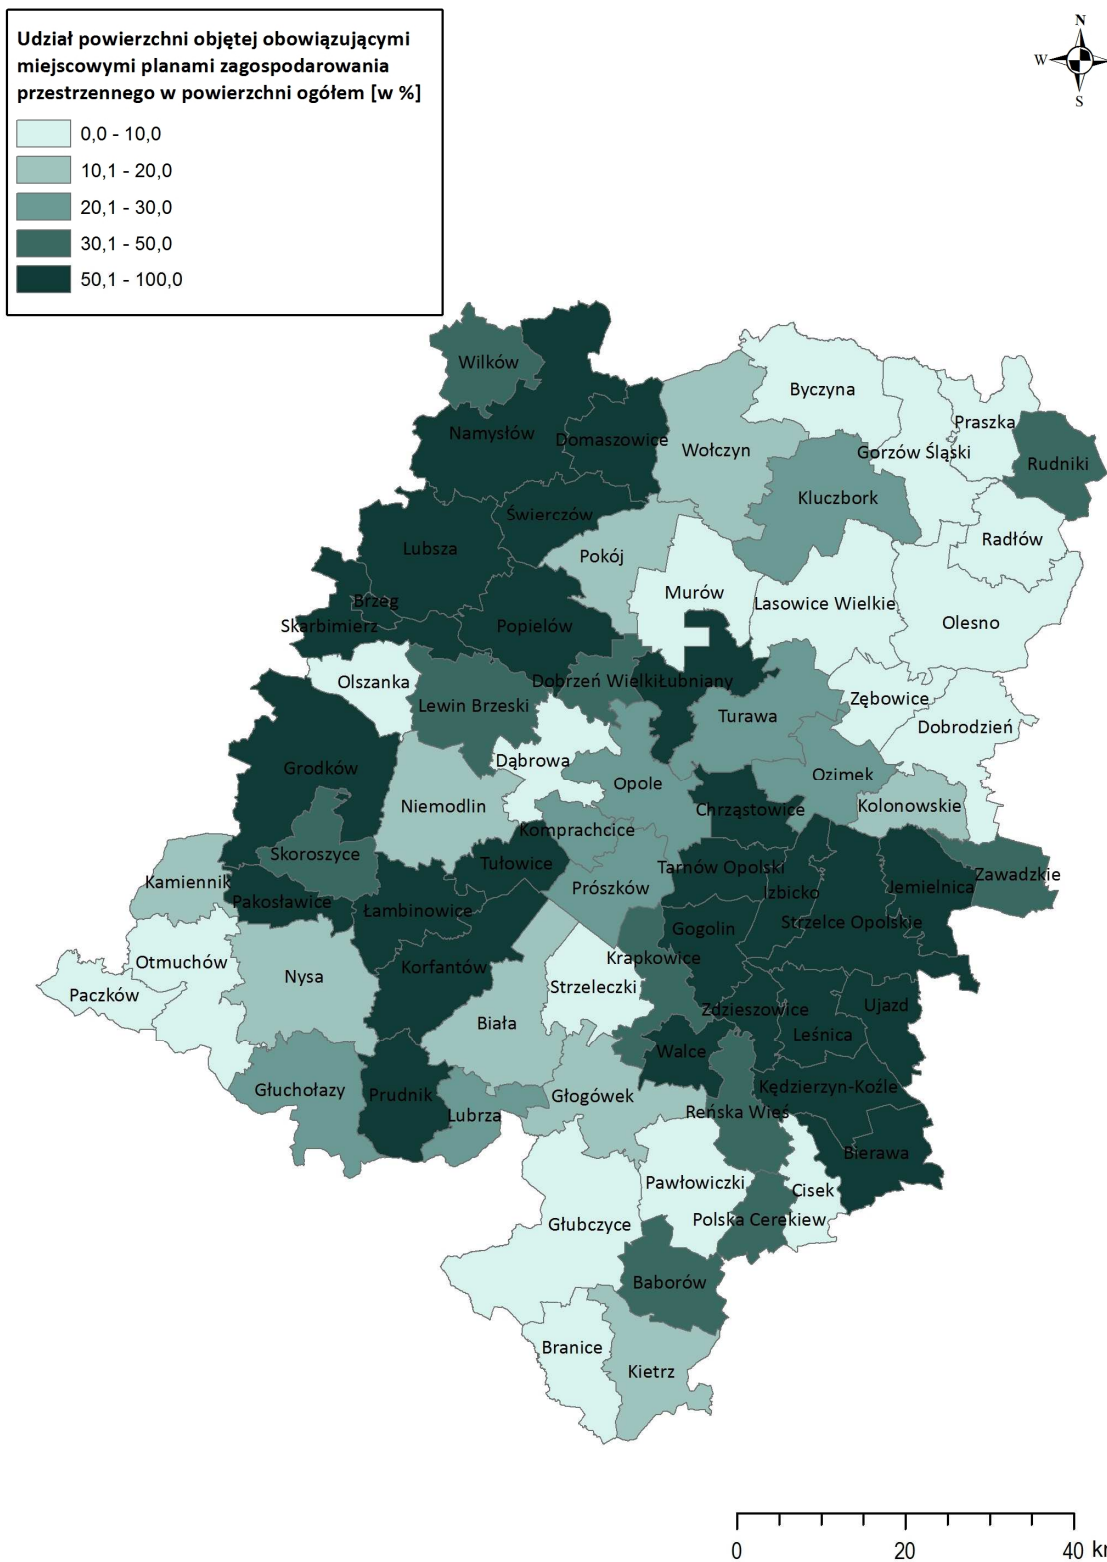 Udział powierzchni objętej obowiązującymi
miejscowymi planami zagospodarowania
przestrzennego w powierzchni ogółem [w %]
0,0 - 10,0
10,1 - 20,0
20,1 - 30,0
30,1 - 50,0
50,1 - 100,0
N
W
S
Wilków
Byczyna
Praszka
Namysłów
Domaszowice
Wołczyn
Gorzów Śląski
Rudniki
Kluczbork
Świerczów
Radłów
Lubsza
Pokój
Murów
Brzeg
Lasowice Wielkie
Skarbimierz
Popielów
Olesno
Olszanka
Dobrzeń Wielki
Łubniany
Zębowice
Lewin Brzeski
Turawa
Dobrodzień
Dąbrowa
Grodków
Opole
Ozimek
Niemodlin
Chrząstowice
Kolonowskie
Komprachcice
Skoroszyce
Tułowice
Tarnów Opolski
Zawadzkie
Kamiennik
Prószków
Izbicko
Jemielnica
Pakosławice
Łambinowice
Strzelce Opolskie
Gogolin
Otmuchów
Krapkowice
Nysa
Korfantów
Strzeleczki
Paczków
Zdzieszowice
Ujazd
Biała
Leśnica
Walce
Głuchołazy
Prudnik
Głogówek
Kędzierzyn-Koźle
Lubrza
Reńska Wieś
Bierawa
Pawłowiczki
Cisek
Głubczyce
Polska Cerekiew
Baborów
Branice
Kietrz
0
20
40